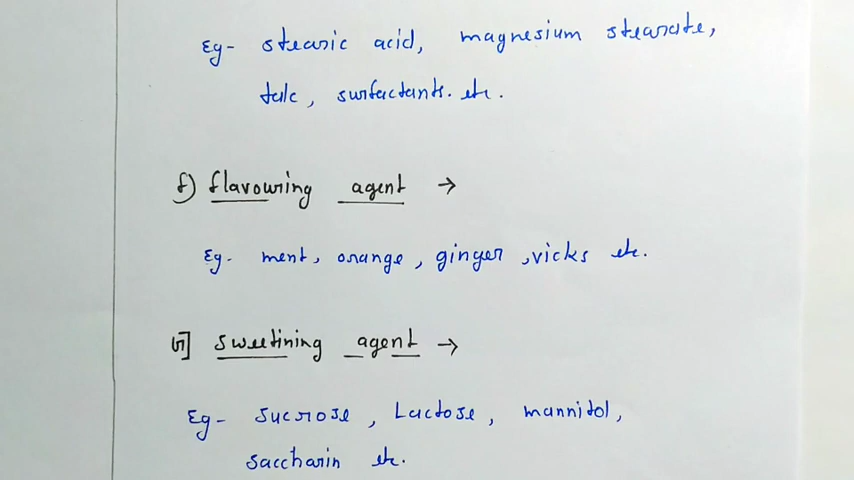 Eg- stearic acid, magnesium stearate,
talc, surfactants. etc.
f) flavouring agent →
Eg- ment, orange, ginger, vicks etc.
g] sweetining agent →
Eg- sucrose, Lactose, mannitol,
saccharin etc.